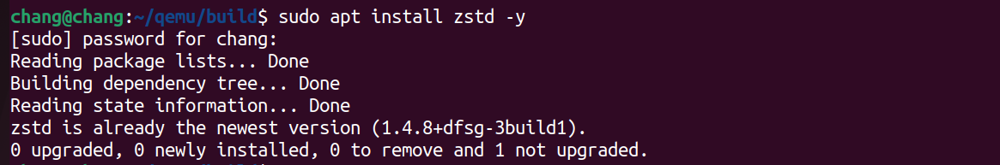 chang@chang:~/qemu/build$ sudo apt install zstd -y
[sudo] password for chang:
Reading package lists... Done
Building dependency tree... Done
Reading state information... Done
zstd is already the newest version (1.4.8+dfsg-3build1).
0 upgraded, 0 newly installed, 0 to remove and 1 not upgraded.